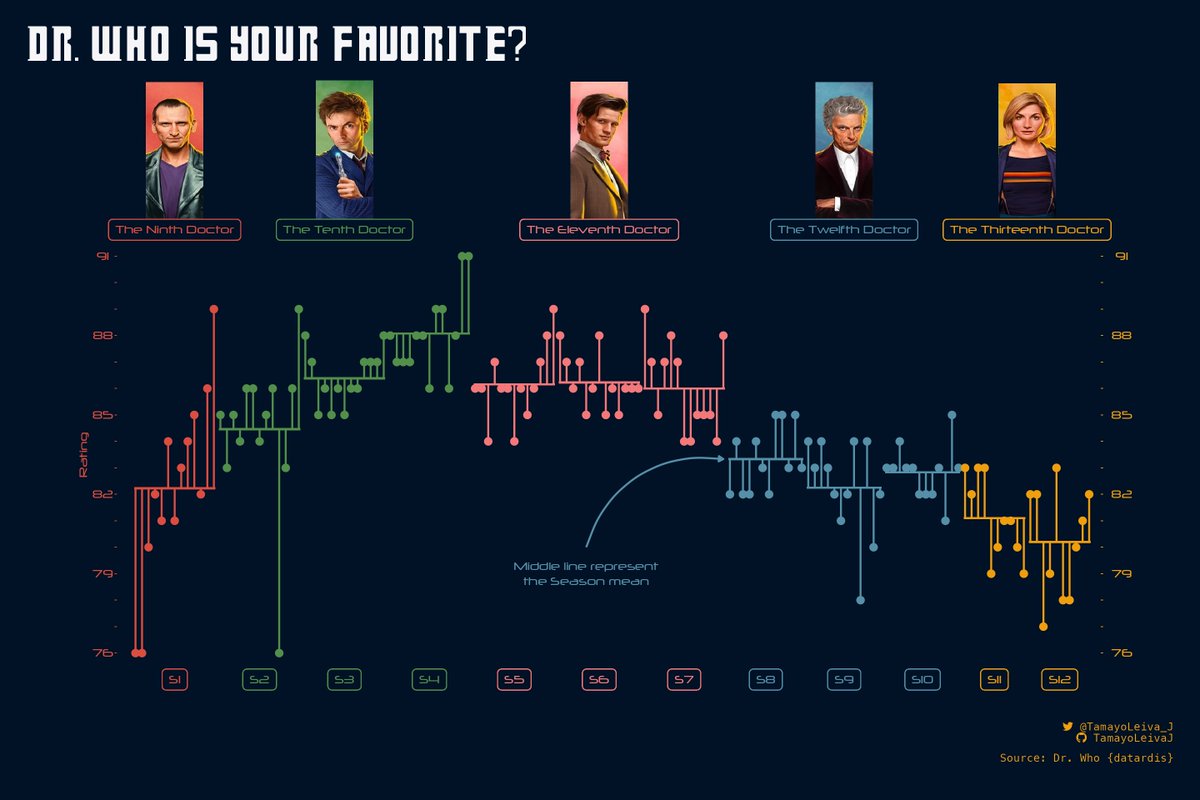 DR. WHO IS YOUR FAVORITE?
The Ninth Doctor
The Tenth Doctor
The Eleventh Doctor
The Twelfth Doctor
The Thirteenth Doctor
91 91
88 88
85 85
Rating
82 82
79 79
76 76
Middle line represent
the Season mean
S1 S2 S3 S4 S5 S6 S7 S8 S9 S10 S11 S12
@TamayoLeiva_J
TamayoLeivaJ
Source: Dr. Who {datardis}